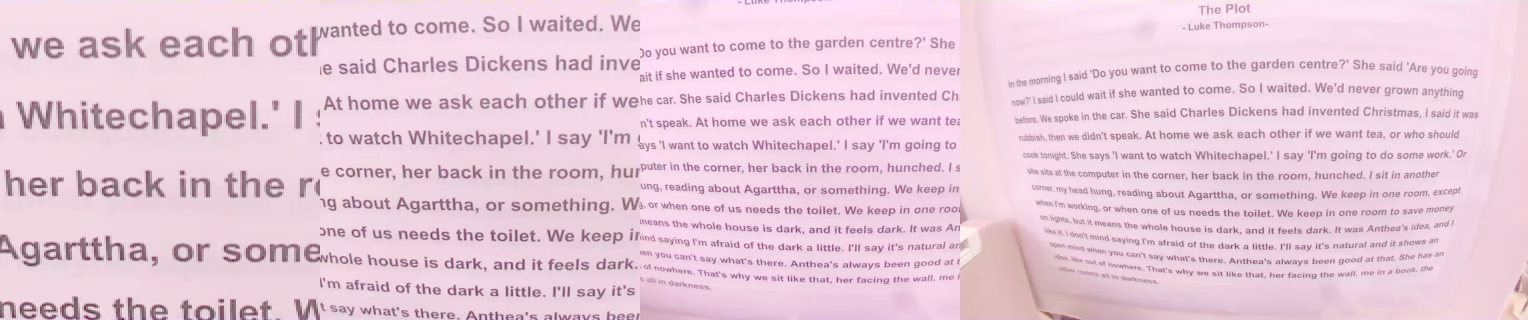 we ask each oth
Whitechapel.' I s
her back in the ro
Agarttha, or some
needs the toilet. W
wanted to come. So I waited. We
e said Charles Dickens had inve
At home we ask each other if we
to watch Whitechapel.' I say 'I'm
e corner, her back in the room, hun
ng about Agarttha, or something. W
one of us needs the toilet. We keep in
whole house is dark, and it feels dark.
I'm afraid of the dark a little. I'll say it's
t say what's there. Anthea's always been
- Luke Thompson-
Do you want to come to the garden centre?' She
ait if she wanted to come. So I waited. We'd never
he car. She said Charles Dickens had invented Ch
n't speak. At home we ask each other if we want tea
ays 'I want to watch Whitechapel.' I say 'I'm going to
puter in the corner, her back in the room, hunched. I s
ung, reading about Agarttha, or something. We keep in
, or when one of us needs the toilet. We keep in one roo
means the whole house is dark, and it feels dark. It was An
ind saying I'm afraid of the dark a little. I'll say it's natural an
en you can't say what's there. Anthea's always been good at t
of nowhere. That's why we sit like that, her facing the wall, me i
s all in darkness.
The Plot
- Luke Thompson-
In the morning I said 'Do you want to come to the garden centre?' She said 'Are you going
now?' I said I could wait if she wanted to come. So I waited. We'd never grown anything
before. We spoke in the car. She said Charles Dickens had invented Christmas, I said it was
rubbish, then we didn't speak. At home we ask each other if we want tea, or who should
cook tonight. She says 'I want to watch Whitechapel.' I say 'I'm going to do some work.' Or
she sits at the computer in the corner, her back in the room, hunched. I sit in another
corner, my head hung, reading about Agarttha, or something. We keep in one room, except
when I'm working, or when one of us needs the toilet. We keep in one room to save money
on lights, but it means the whole house is dark, and it feels dark. It was Anthea's idea, and I
like it. I don't mind saying I'm afraid of the dark a little. I'll say it's natural and it shows an
open mind when you can't say what's there. Anthea's always been good at that. She has an
idea, like out of nowhere. That's why we sit like that, her facing the wall, me in a book, the
other rooms all in darkness.